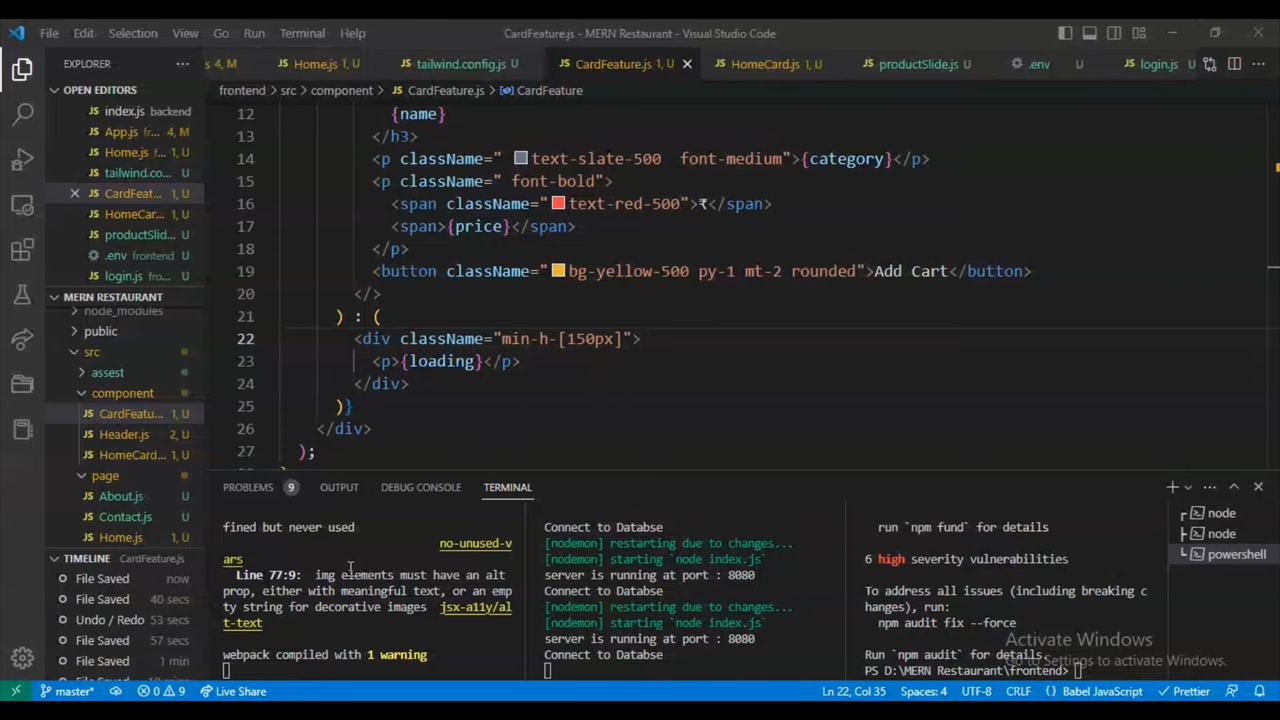 File Edit Selection View Go Run Terminal Help
CardFeature.js - MERN Restaurant - Visual Studio Code
EXPLORER
4, M
Home.js 1, U
tailwind.config.js U
CardFeature.js 1, U
HomeCard.js 1, U
productSlide.js U
.env U
login.js U
frontend > src > component > CardFeature.js > CardFeature
OPEN EDITORS
index.js backend
App.js fr... 4, M
Home.js f... 1, U
tailwind.co... U
CardFeat... 1, U
HomeCar... 1, U
productSlid... U
.env frontend U
login.js fro... U
MERN RESTAURANT
node_modules
public
src
assest
component
CardFeatu... 1, U
Header.js 2, U
HomeCard... 1, U
page
About.js U
Contact.js U
Home.js 1, U
TIMELINE CardFeature.js
File Saved now
File Saved 40 secs
Undo / Redo 53 secs
File Saved 57 secs
File Saved 1 min
12 {name}
13 </h3>
14 <p className=" text-slate-500 font-medium">{category}</p>
15 <p className=" font-bold">
16 <span className=" text-red-500">₹</span>
17 <span>{price}</span>
18 </p>
19 <button className=" bg-yellow-500 py-1 mt-2 rounded">Add Cart</button>
20 </>
21 ) : (
22 <div className="min-h-[150px]">
23 <p>{loading}</p>
24 </div>
25 )}
26 </div>
27 );
PROBLEMS 9 OUTPUT DEBUG CONSOLE TERMINAL
fined but never used
no-unused-v
ars
Line 77:9: img elements must have an alt
prop, either with meaningful text, or an emp
ty string for decorative images jsx-a11y/al
t-text
webpack compiled with 1 warning
Connect to Databse
[nodemon] restarting due to changes...
[nodemon] starting `node index.js`
server is running at port : 8080
Connect to Databse
[nodemon] restarting due to changes...
[nodemon] starting `node index.js`
server is running at port : 8080
Connect to Databse
run `npm fund` for details
6 high severity vulnerabilities
To address all issues (including breaking c
hanges), run:
npm audit fix --force
Run `npm audit` for details.
PS D:\MERN Restaurant\frontend>
node
node
powershell
Activate Windows
Go to Settings to activate Windows.
master* 0 9 Live Share
Ln 22, Col 35 Spaces: 4 UTF-8 CRLF {} Babel JavaScript Prettier